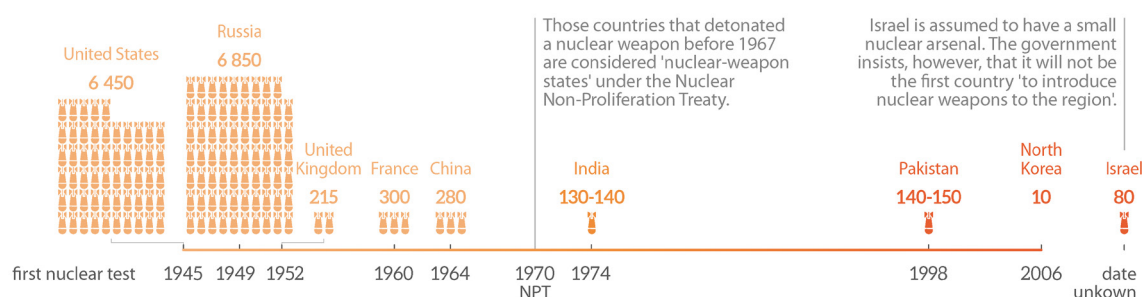 United States
6 450
Russia
6 850
United
Kingdom
215
France
300
China
280
Those countries that detonated
a nuclear weapon before 1967
are considered 'nuclear-weapon
states' under the Nuclear
Non-Proliferation Treaty.
India
130-140
Israel is assumed to have a small
nuclear arsenal. The government
insists, however, that it will not be
the first country 'to introduce
nuclear weapons to the region'.
Pakistan
140-150
North
Korea
10
Israel
80
first nuclear test
1945
1949
1952
1960
1964
1970
NPT
1974
1998
2006
date
unkown